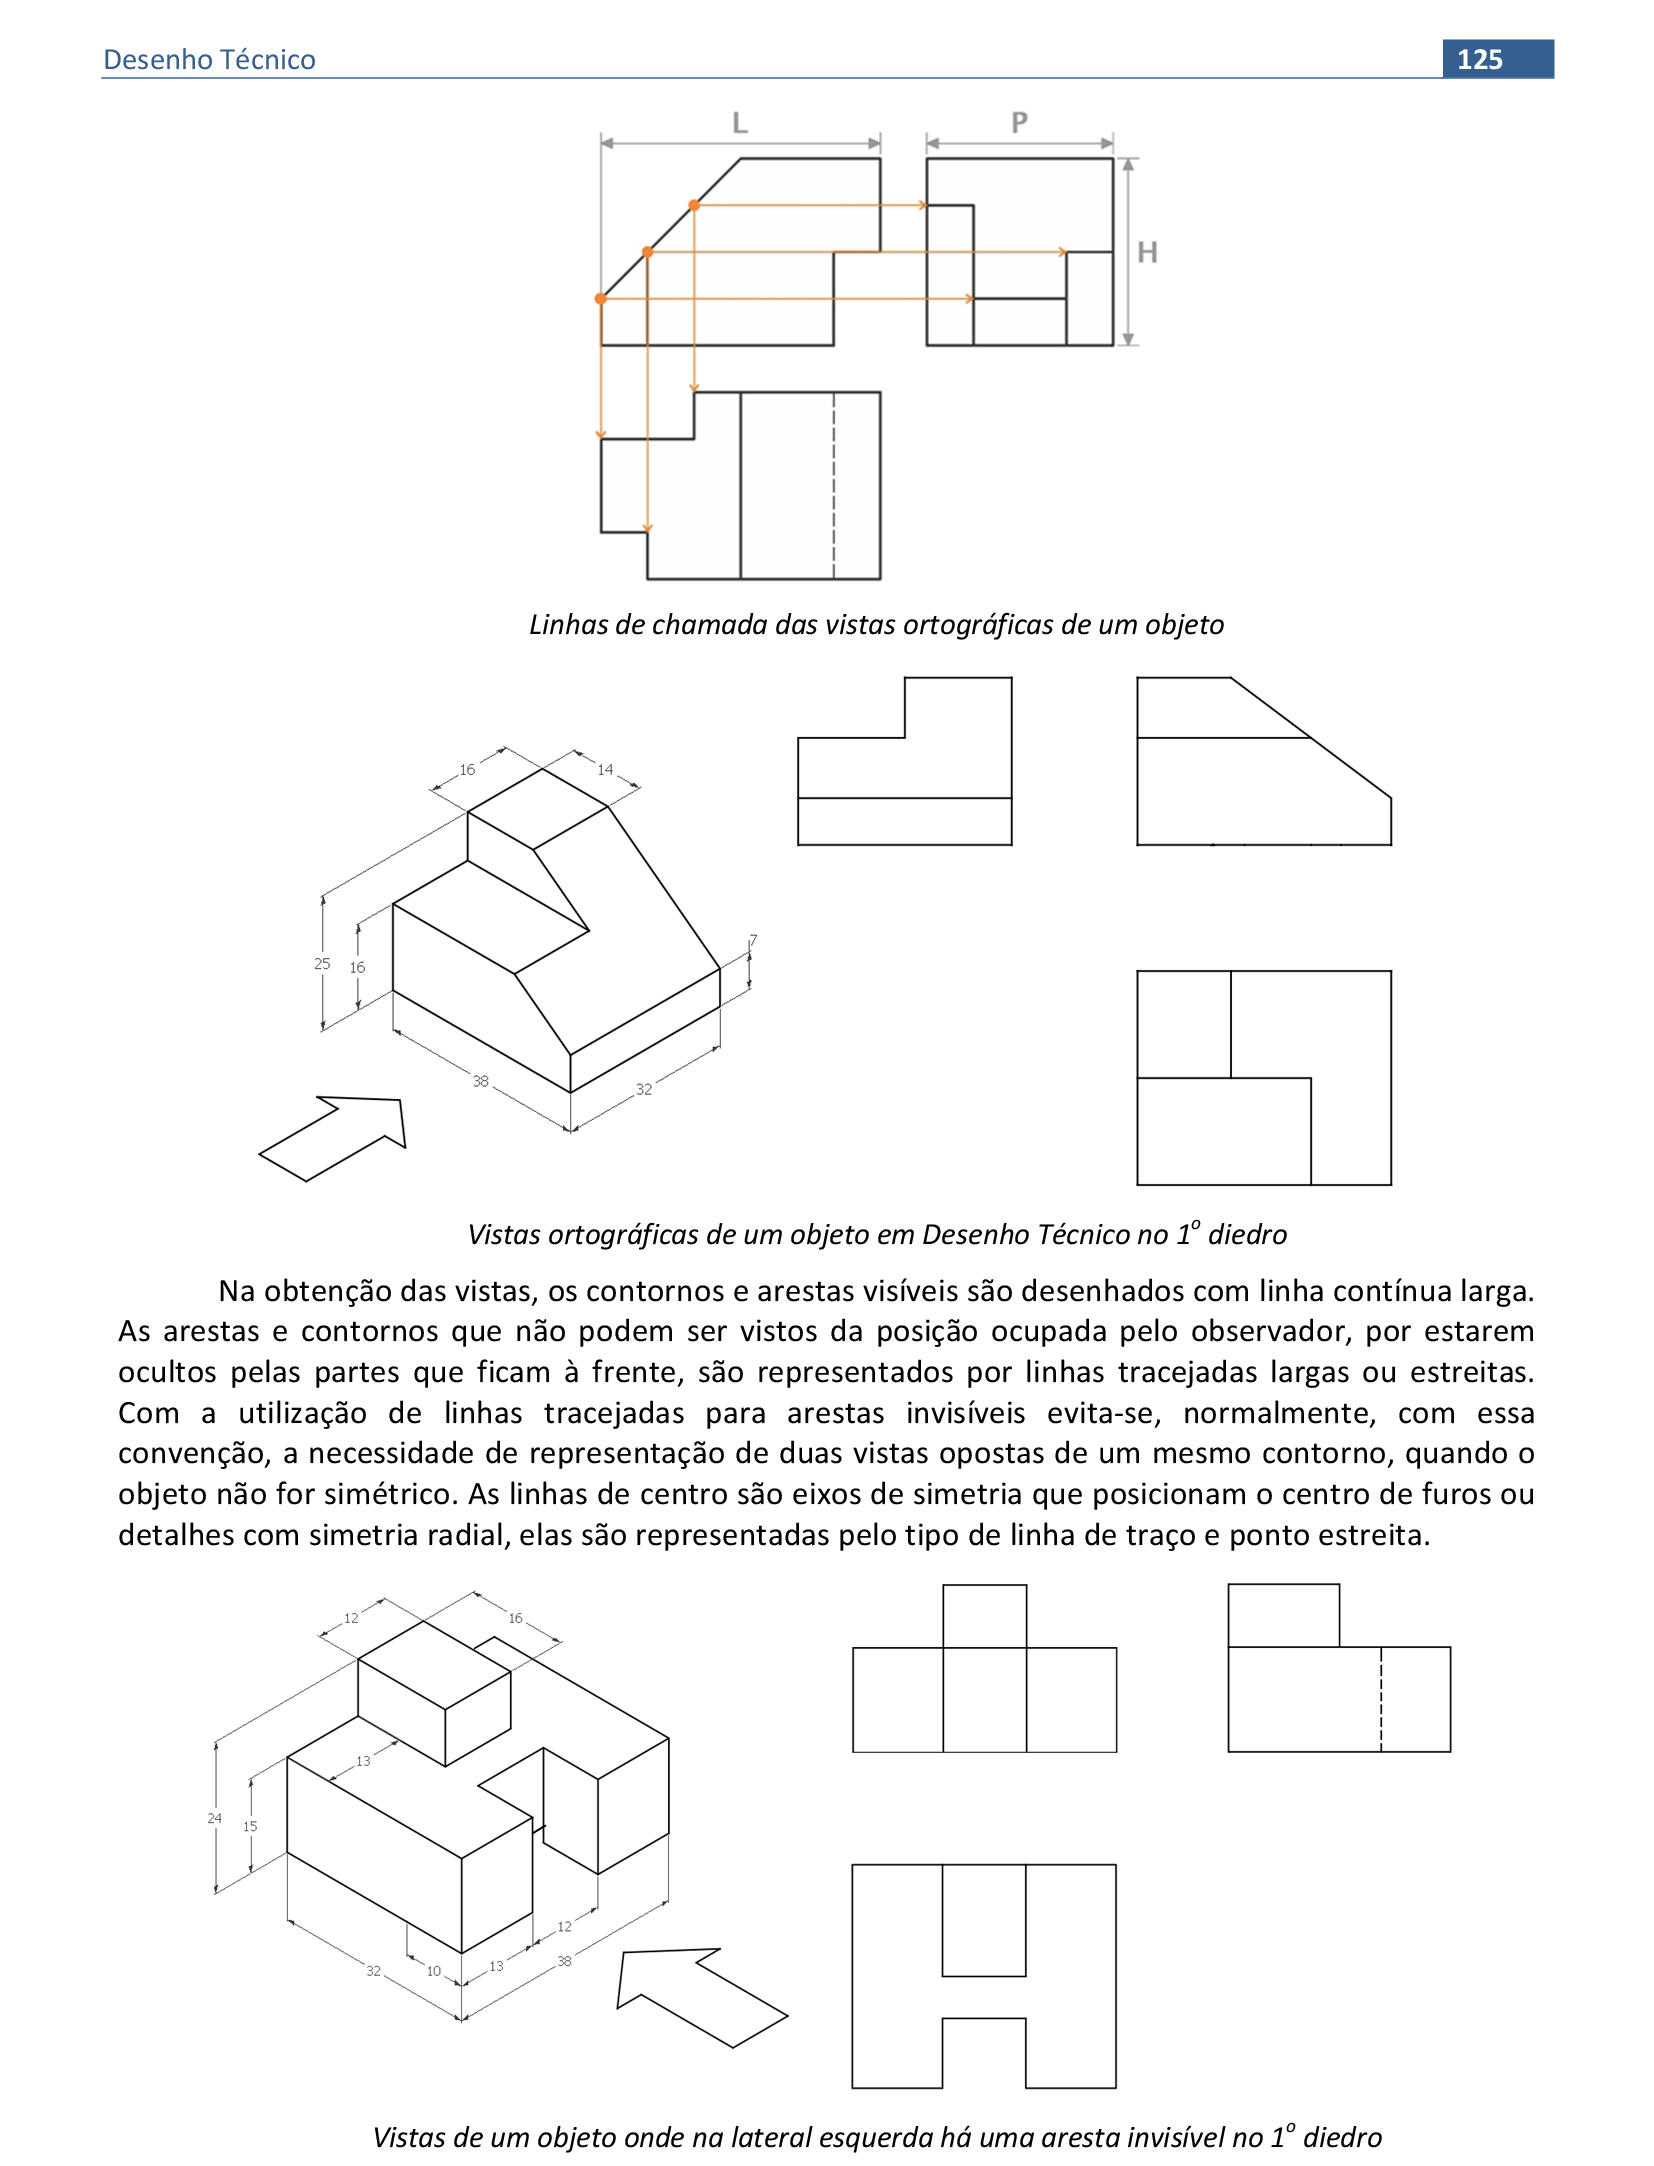 Desenho Técnico
125
L
P
H
Linhas de chamada das vistas ortográficas de um objeto
16
14
25
16
7
38
32
Vistas ortográficas de um objeto em Desenho Técnico no 1º diedro
Na obtenção das vistas, os contornos e arestas visíveis são desenhados com linha contínua larga.
As arestas e contornos que não podem ser vistos da posição ocupada pelo observador, por estarem
ocultos pelas partes que ficam à frente, são representados por linhas tracejadas largas ou estreitas.
Com a utilização de linhas tracejadas para arestas invisíveis evita-se, normalmente, com essa
convenção, a necessidade de representação de duas vistas opostas de um mesmo contorno, quando o
objeto não for simétrico. As linhas de centro são eixos de simetria que posicionam o centro de furos ou
detalhes com simetria radial, elas são representadas pelo tipo de linha de traço e ponto estreita.
12
16
13
24
15
12
13
38
32
10
Vistas de um objeto onde na lateral esquerda há uma aresta invisível no 1º diedro